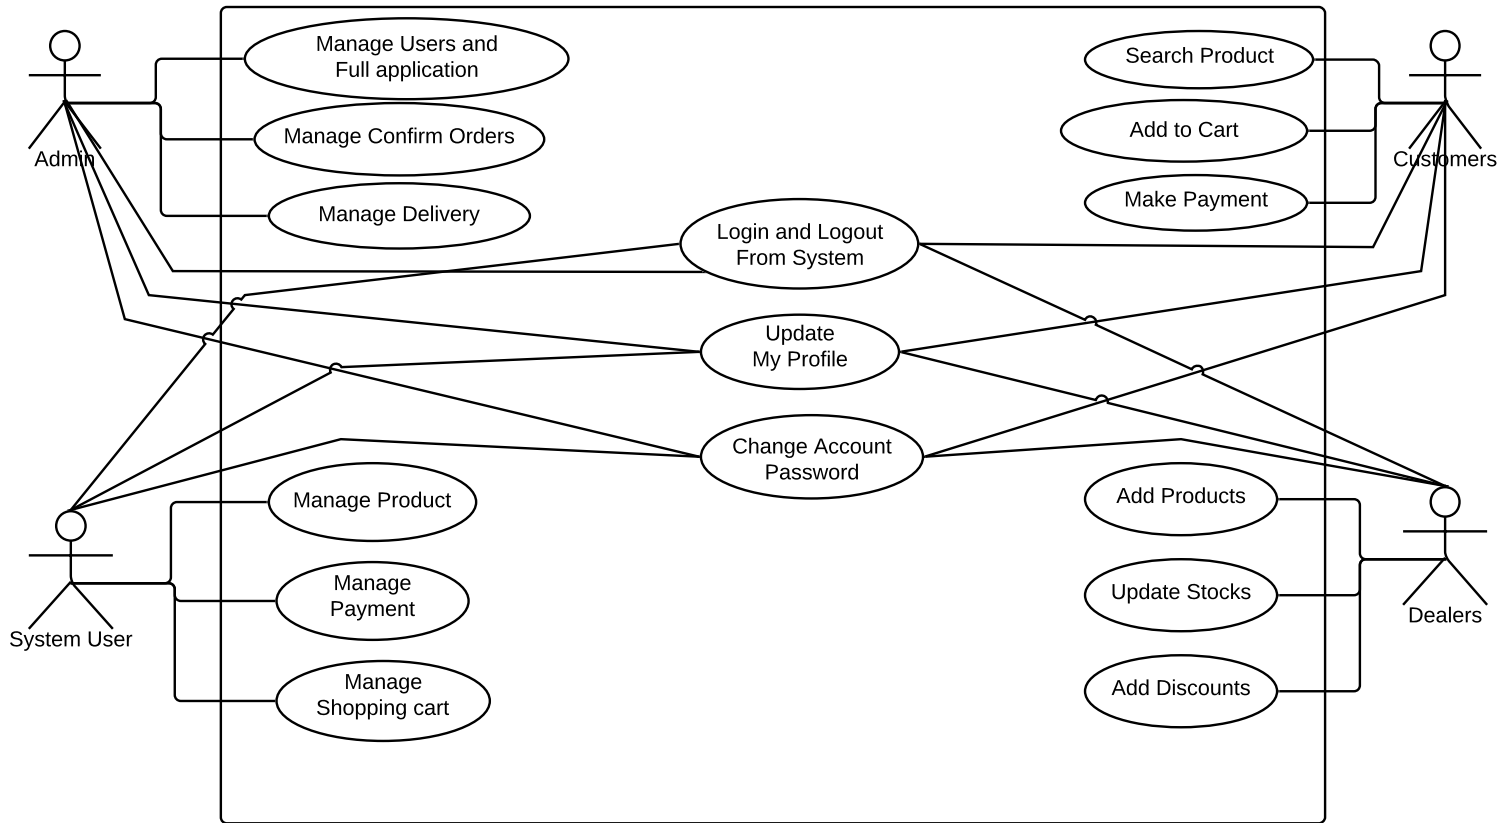 Manage Users and
Full application
Manage Confirm Orders
Manage Delivery
Admin
Search Product
Add to Cart
Make Payment
Customers
Login and Logout
From System
Update
My Profile
Change Account
Password
Manage Product
Manage
Payment
Manage
Shopping cart
System User
Add Products
Update Stocks
Add Discounts
Dealers